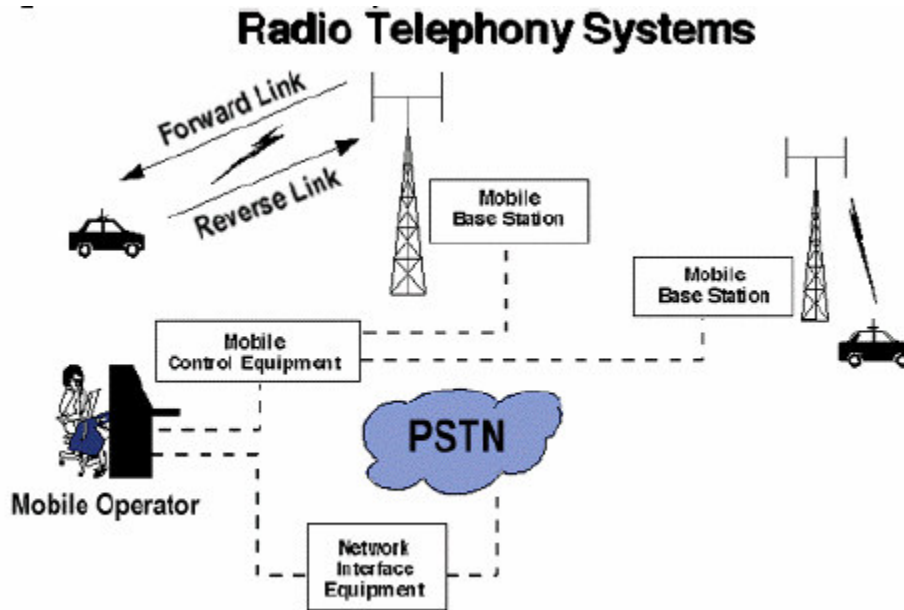 Radio Telephony Systems
Forward Link
Reverse Link
Mobile
Base Station
Mobile
Base Station
Mobile
Control Equipment
PSTN
Mobile Operator
Network
Interface
Equipment